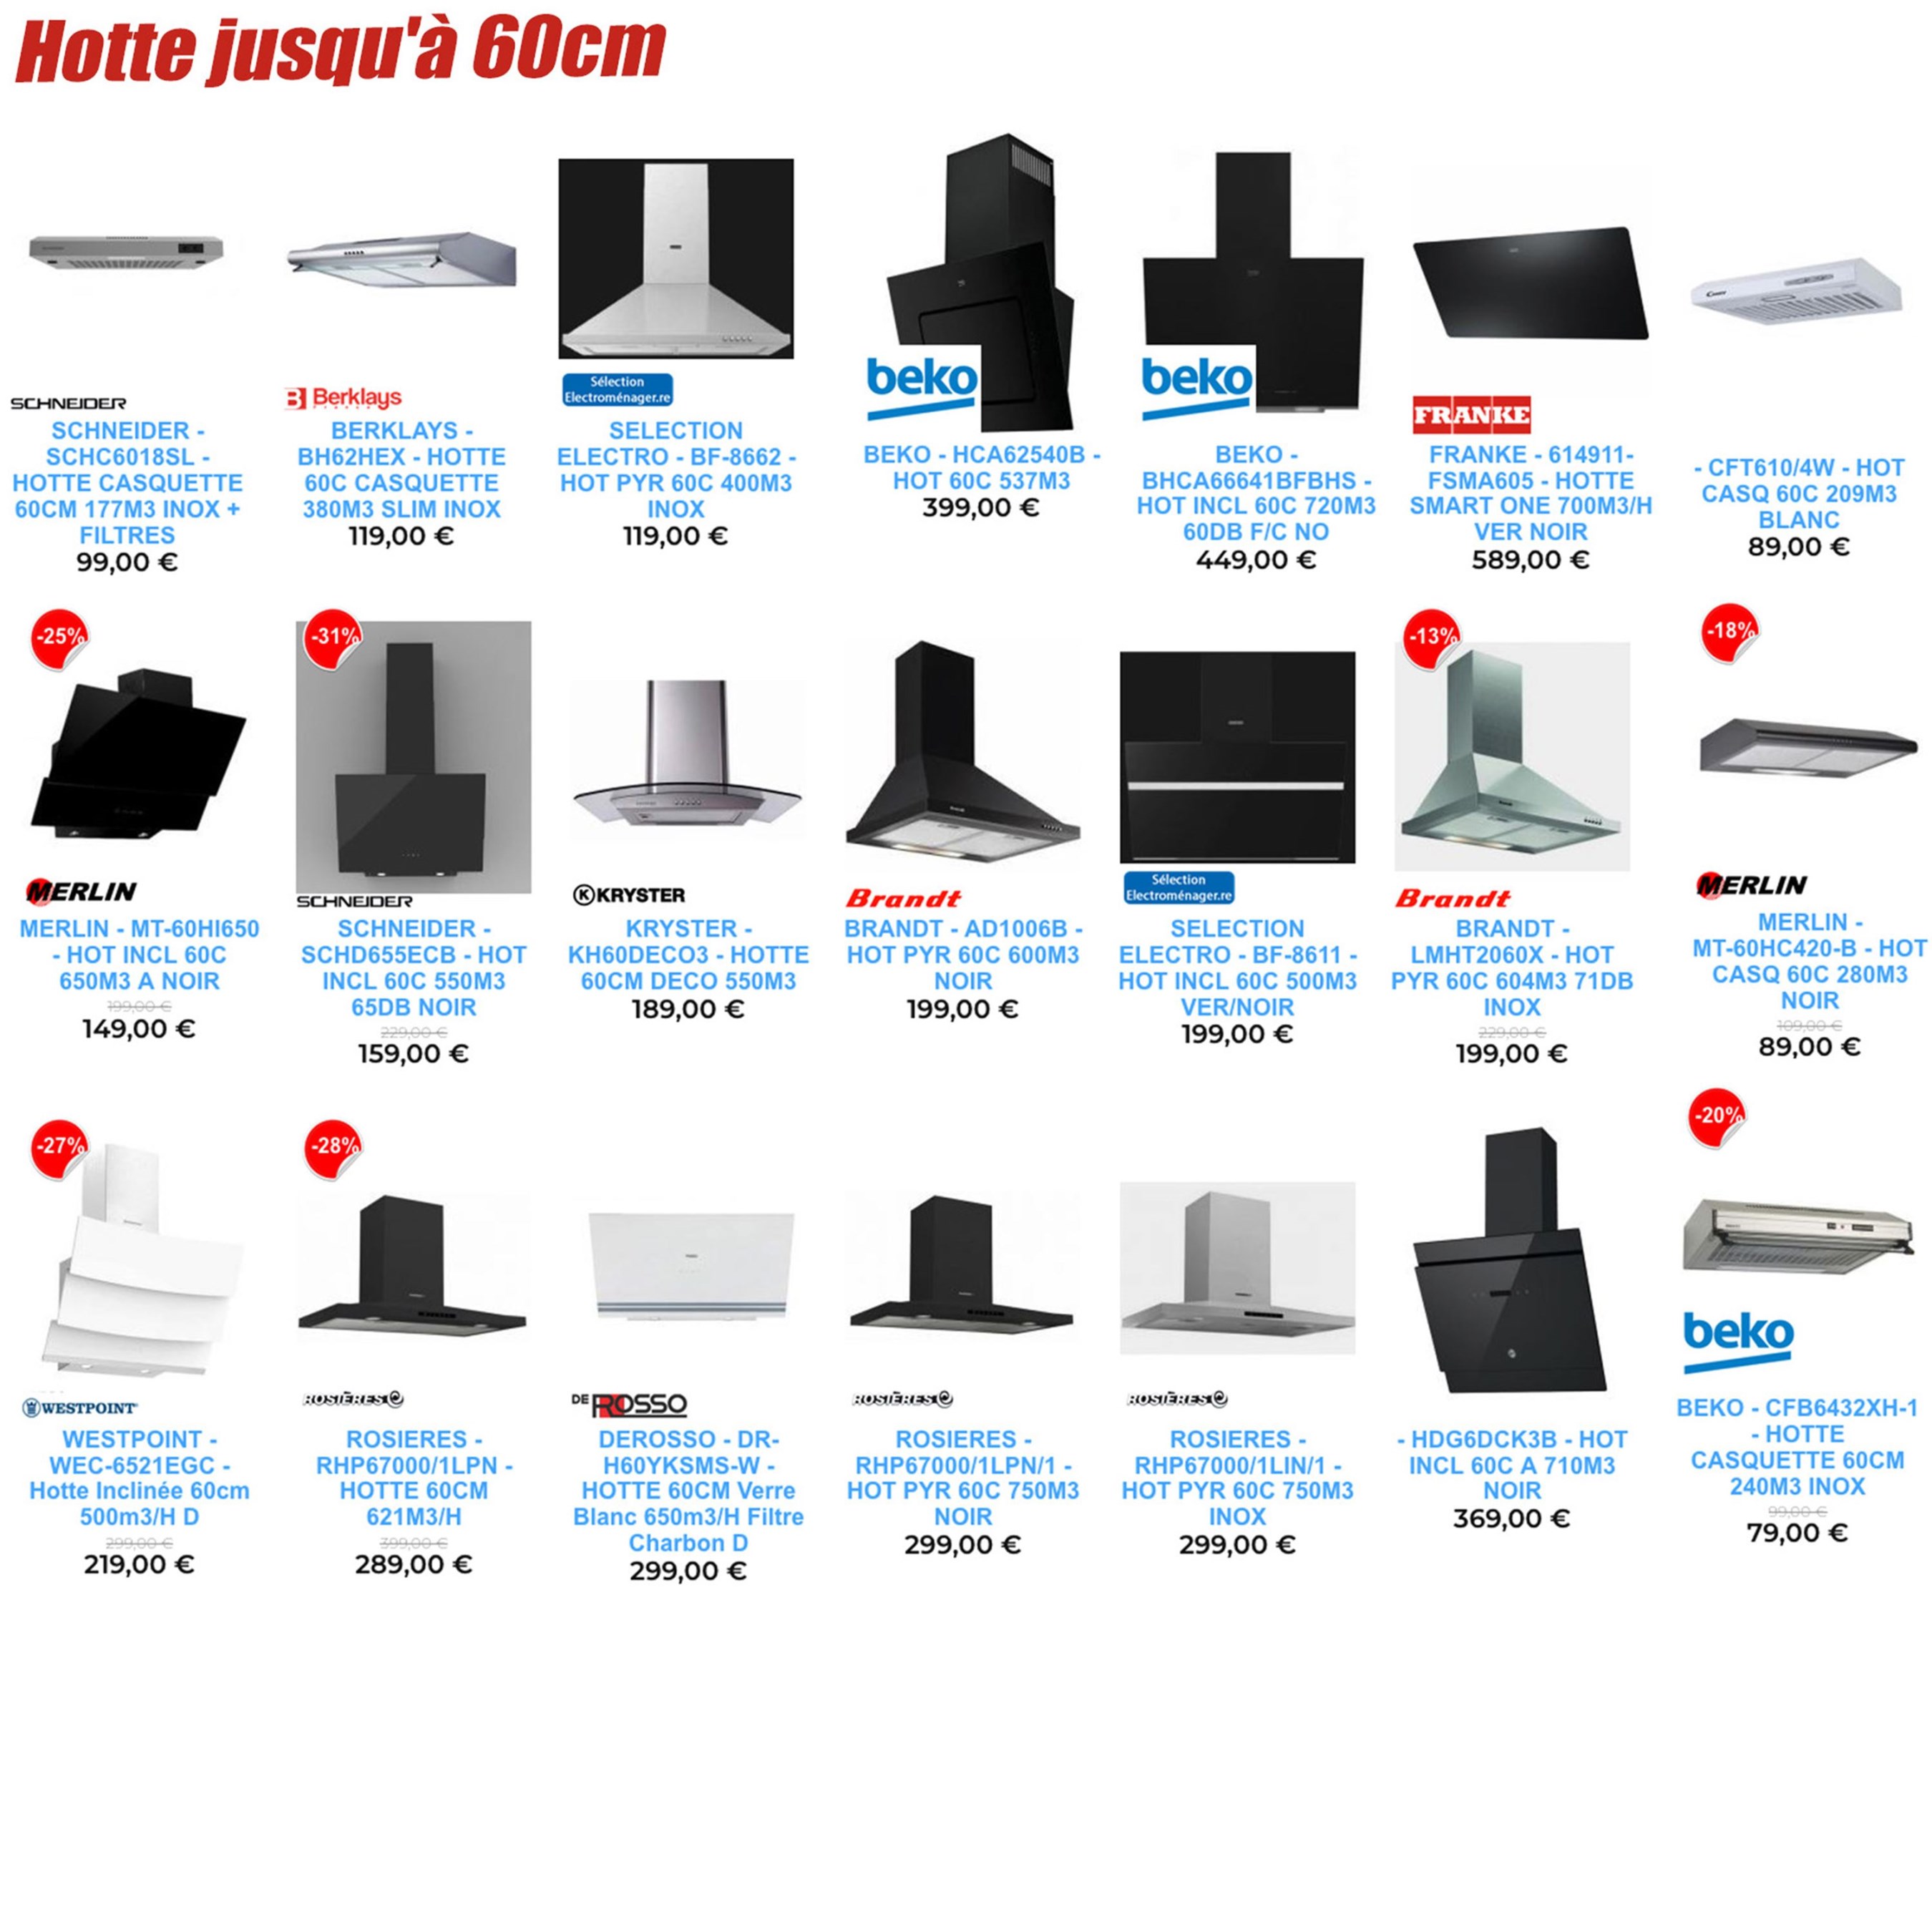 Hotte jusqu'à 60cm
SCHNEIDER
SCHNEIDER -
SCHC6018SL -
HOTTE CASQUETTE
60CM 177M3 INOX +
FILTRES
99,00 €
Berklays
BERKLAYS -
BH62HEX - HOTTE
60C CASQUETTE
380M3 SLIM INOX
119,00 €
Sélection
Electroménager.re
SELECTION
ELECTRO - BF-8662 -
HOT PYR 60C 400M3
INOX
119,00 €
beko
BEKO - HCA62540B -
HOT 60C 537M3
399,00 €
beko
BEKO -
BHCA66641BFBHS -
HOT INCL 60C 720M3
60DB F/C NO
449,00 €
FRANKE
FRANKE - 614911-
FSMA605 - HOTTE
SMART ONE 700M3/H
VER NOIR
589,00 €
CANDY
- CFT610/4W - HOT
CASQ 60C 209M3
BLANC
89,00 €
-25%
MERLIN
MERLIN - MT-60HI650
- HOT INCL 60C
650M3 A NOIR
199,00 €
149,00 €
-31%
SCHNEIDER
SCHNEIDER -
SCHD655ECB - HOT
INCL 60C 550M3
65DB NOIR
229,00 €
159,00 €
KRYSTER
KRYSTER -
KH60DECO3 - HOTTE
60CM DECO 550M3
189,00 €
Brandt
BRANDT - AD1006B -
HOT PYR 60C 600M3
NOIR
199,00 €
Sélection
Electroménager.re
SELECTION
ELECTRO - BF-8611 -
HOT INCL 60C 500M3
VER/NOIR
199,00 €
-13%
Brandt
BRANDT -
LMHT2060X - HOT
PYR 60C 604M3 71DB
INOX
229,00 €
199,00 €
-18%
MERLIN
MERLIN -
MT-60HC420-B - HOT
CASQ 60C 280M3
NOIR
109,00 €
89,00 €
-27%
WESTPOINT
WESTPOINT -
WEC-6521EGC -
Hotte Inclinée 60cm
500m3/H D
299,00 €
219,00 €
-28%
ROSIÈRES
ROSIERES -
RHP67000/1LPN -
HOTTE 60CM
621M3/H
399,00 €
289,00 €
DE ROSSO
DEROSSO - DR-
H60YKSMS-W -
HOTTE 60CM Verre
Blanc 650m3/H Filtre
Charbon D
299,00 €
ROSIÈRES
ROSIERES -
RHP67000/1LPN/1 -
HOT PYR 60C 750M3
NOIR
299,00 €
ROSIÈRES
ROSIERES -
RHP67000/1LIN/1 -
HOT PYR 60C 750M3
INOX
299,00 €
- HDG6DCK3B - HOT
INCL 60C A 710M3
NOIR
369,00 €
-20%
beko
BEKO - CFB6432XH-1
- HOTTE
CASQUETTE 60CM
240M3 INOX
99,00 €
79,00 €